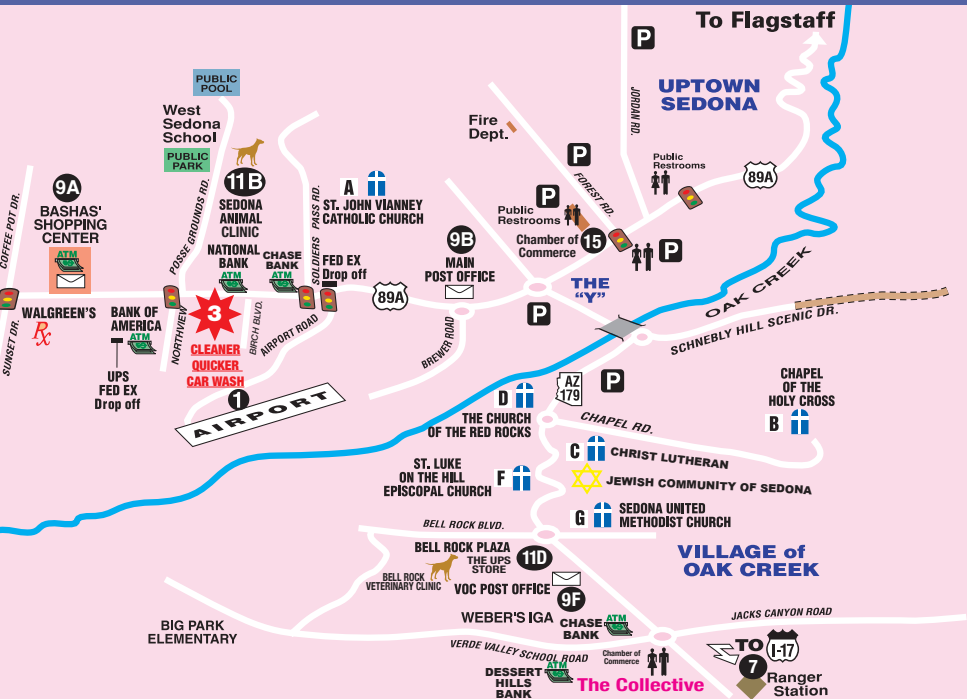 To Flagstaff
P
UPTOWN
SEDONA
JORDAN RD.
PUBLIC
POOL
West
Sedona
School
PUBLIC
PARK
Fire
Dept.
P
FOREST RD.
Public
Restrooms
89A
COFFEE POT DR.
9A
BASHAS'
SHOPPING
CENTER
ATM
POSSE GROUNDS RD.
11B
SEDONA
ANIMAL
CLINIC
SOLDIERS PASS RD.
A
ST. JOHN VIANNEY
CATHOLIC CHURCH
P
Public
Restrooms
Chamber of
Commerce
15
P
9B
MAIN
POST OFFICE
NATIONAL
BANK
ATM
CHASE
BANK
ATM
FED EX
Drop off
89A
THE
"Y"
P
OAK CREEK
SCHNEBLY HILL SCENIC DR.
SUNSET DR.
WALGREEN'S
Rx
BANK OF
AMERICA
ATM
UPS
FED EX
Drop off
NORTHVIEW
3
CLEANER
QUICKER
CAR WASH
BIRCH BLVD.
AIRPORT ROAD
BREWER ROAD
1
AIRPORT
AZ
179
P
CHAPEL
OF THE
HOLY CROSS
B
D
THE CHURCH
OF THE RED ROCKS
CHAPEL RD.
C
CHRIST LUTHERAN
ST. LUKE
ON THE HILL
EPISCOPAL CHURCH
F
JEWISH COMMUNITY OF SEDONA
G
SEDONA UNITED
METHODIST CHURCH
BELL ROCK BLVD.
VILLAGE of
OAK CREEK
BELL ROCK PLAZA
THE UPS
STORE
11D
BELL ROCK
VETERINARY CLINIC
VOC POST OFFICE
9F
WEBER'S IGA
CHASE
BANK
ATM
JACKS CANYON ROAD
BIG PARK
ELEMENTARY
VERDE VALLEY SCHOOL ROAD
Chamber of
Commerce
TO
I-17
7
Ranger
Station
DESSERT
HILLS
BANK
ATM
The Collective